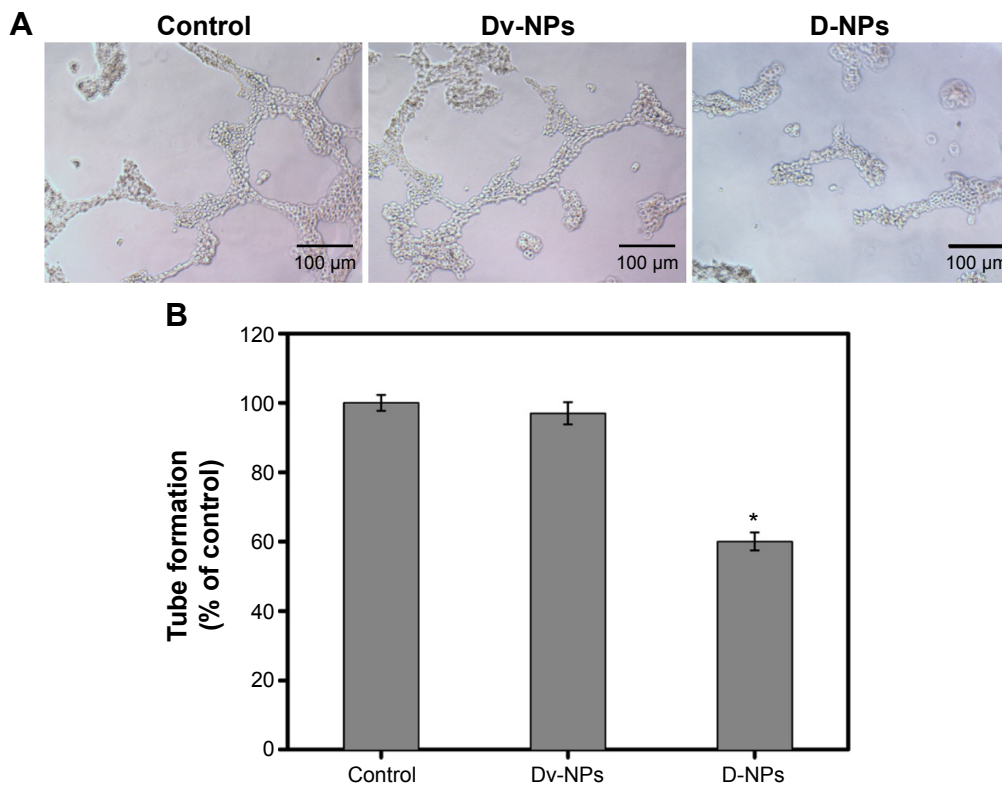 A
Control
Dv-NPs
D-NPs
100 µm
100 µm
100 µm
B
120
100
80
60
40
20
0
Tube formation
(% of control)
*
Control
Dv-NPs
D-NPs